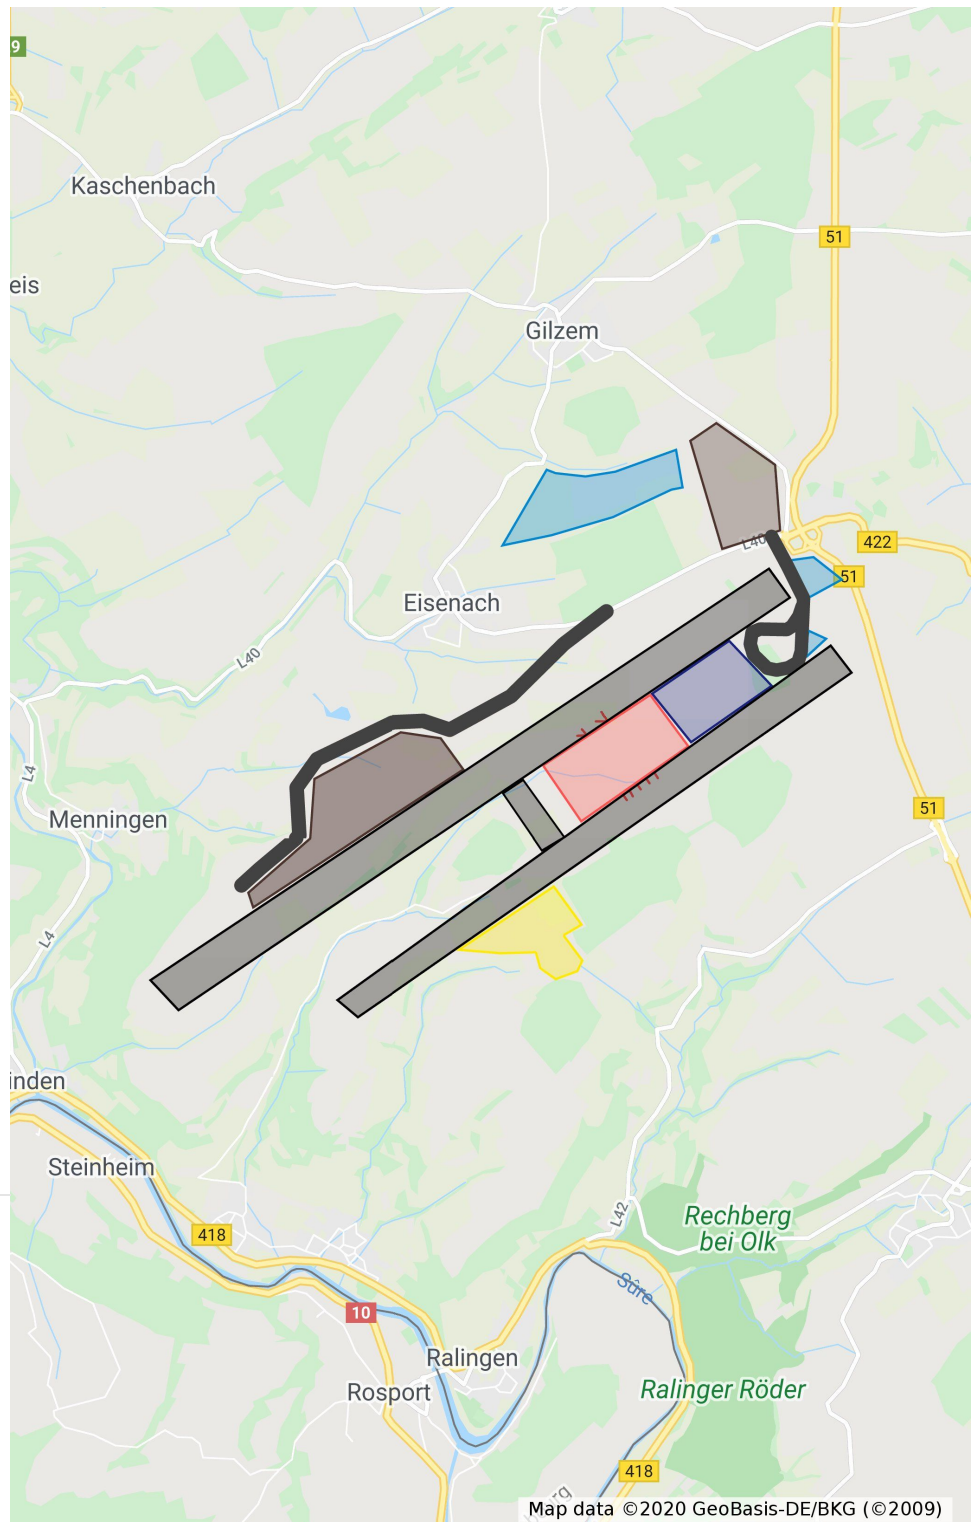 9
Kaschenbach
51
eis
Gilzem
L40
422
51
Eisenach
L40
L4
Menningen
51
L4
inden
Steinheim
418
L42
Rechberg
bei Olk
Sûre
10
Ralingen
Rosport
Ralinger Röder
418
Map data ©2020 GeoBasis-DE/BKG (©2009)